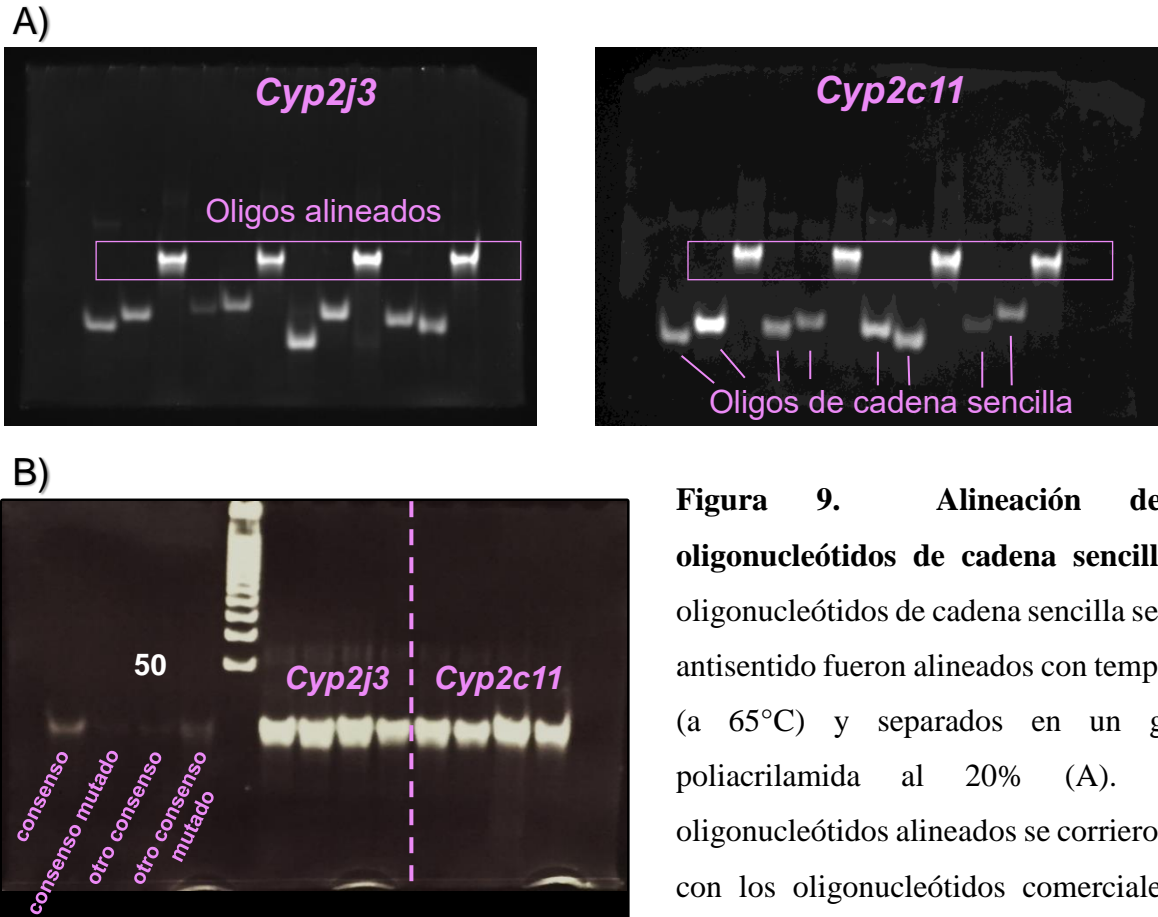 A)
Cyp2j3
Oligos alineados
Cyp2c11
Oligos de cadena sencilla
B)
50
Cyp2j3
Cyp2c11
consenso
consenso mutado
otro consenso
otro consenso
mutado
Figura 9. Alineación de
oligonucleótidos de cadena sencill
oligonucleótidos de cadena sencilla se
antisentido fueron alineados con temp
(a 65°C) y separados en un g
poliacrilamida al 20% (A).
oligonucleótidos alineados se corriero
con los oligonucleótidos comerciale